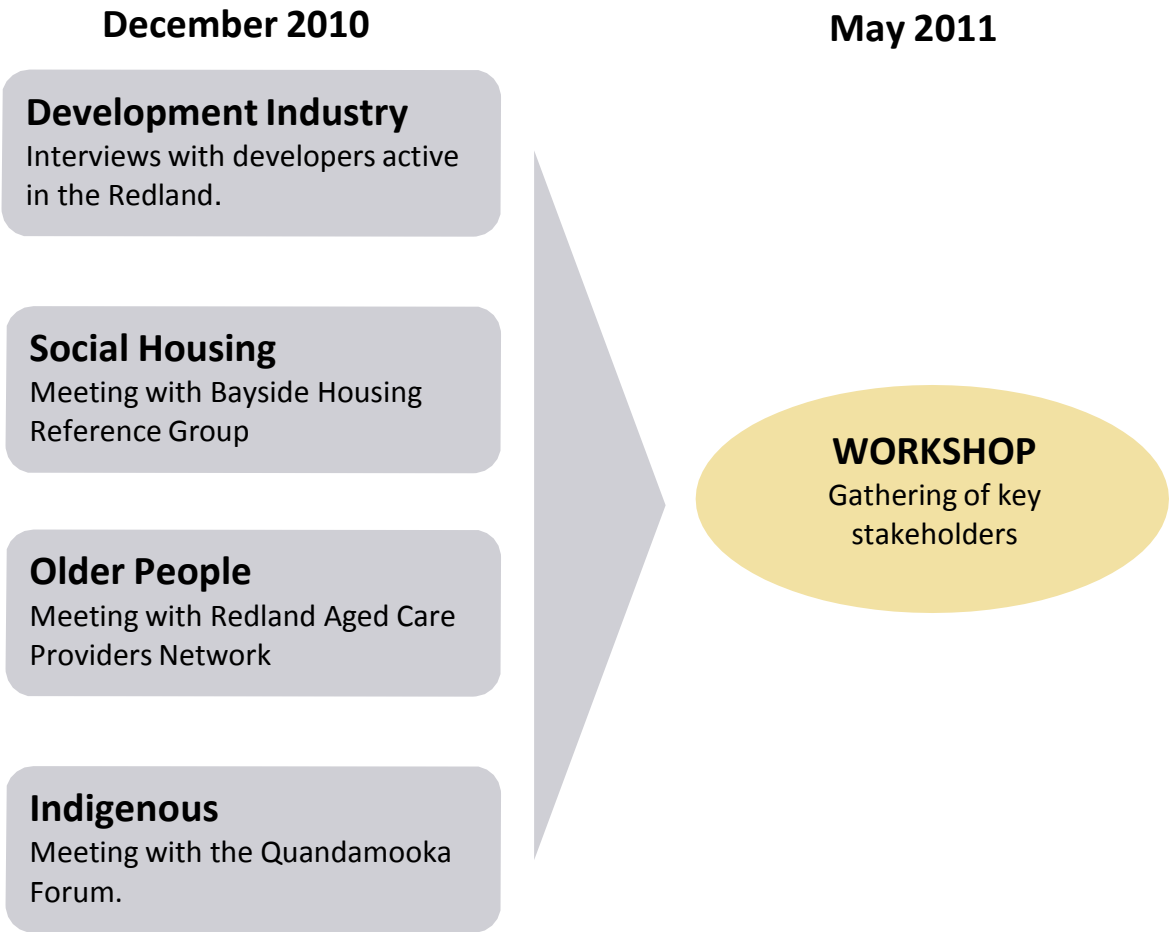 December 2010
May 2011
Development Industry
Interviews with developers active
in the Redland.
Social Housing
Meeting with Bayside Housing
Reference Group
Older People
Meeting with Redland Aged Care
Providers Network
Indigenous
Meeting with the Quandamooka
Forum.
WORKSHOP
Gathering of key
stakeholders